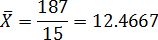 X̄ = 187/15 = 12.4667